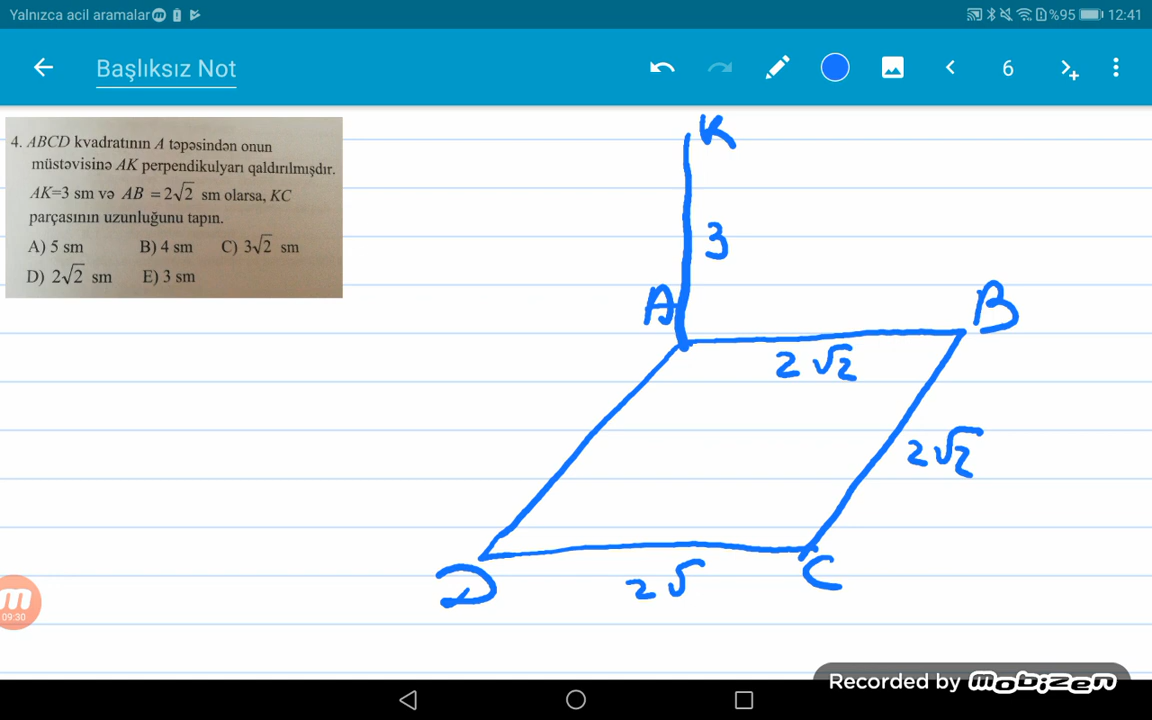 Yalnızca acil aramalar
%95 12:41
Başlıksız Not
6
4. ABCD kvadratının A təpəsindən onun
müstəvisinə AK perpendikulyarı qaldırılmışdır.
AK=3 sm və AB = 2√2 sm olarsa, KC
parçasının uzunluğunu tapın.
A) 5 sm B) 4 sm C) 3√2 sm
D) 2√2 sm E) 3 sm
K
3
A
B
2√2
2√2
D
2√
C
09:30
Recorded by mobizen